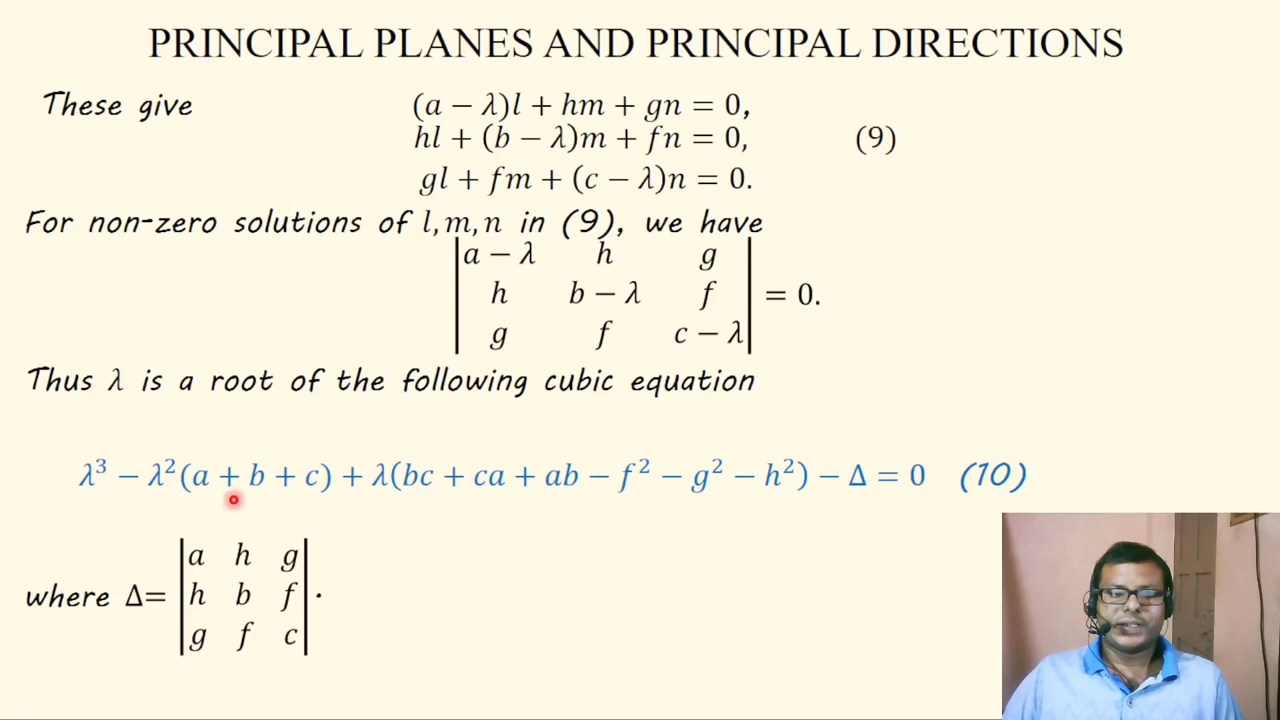 PRINCIPAL PLANES AND PRINCIPAL DIRECTIONS
These give (a − λ)l + hm + gn = 0,
hl + (b − λ)m + fn = 0, (9)
gl + fm + (c − λ)n = 0.
For non-zero solutions of l, m, n in (9), we have
|a − λ h g|
|h b − λ f| = 0.
|g f c − λ|
Thus λ is a root of the following cubic equation
λ³ − λ²(a + b + c) + λ(bc + ca + ab − f² − g² − h²) − Δ = 0 (10)
|a h g|
where Δ= |h b f| .
|g f c|